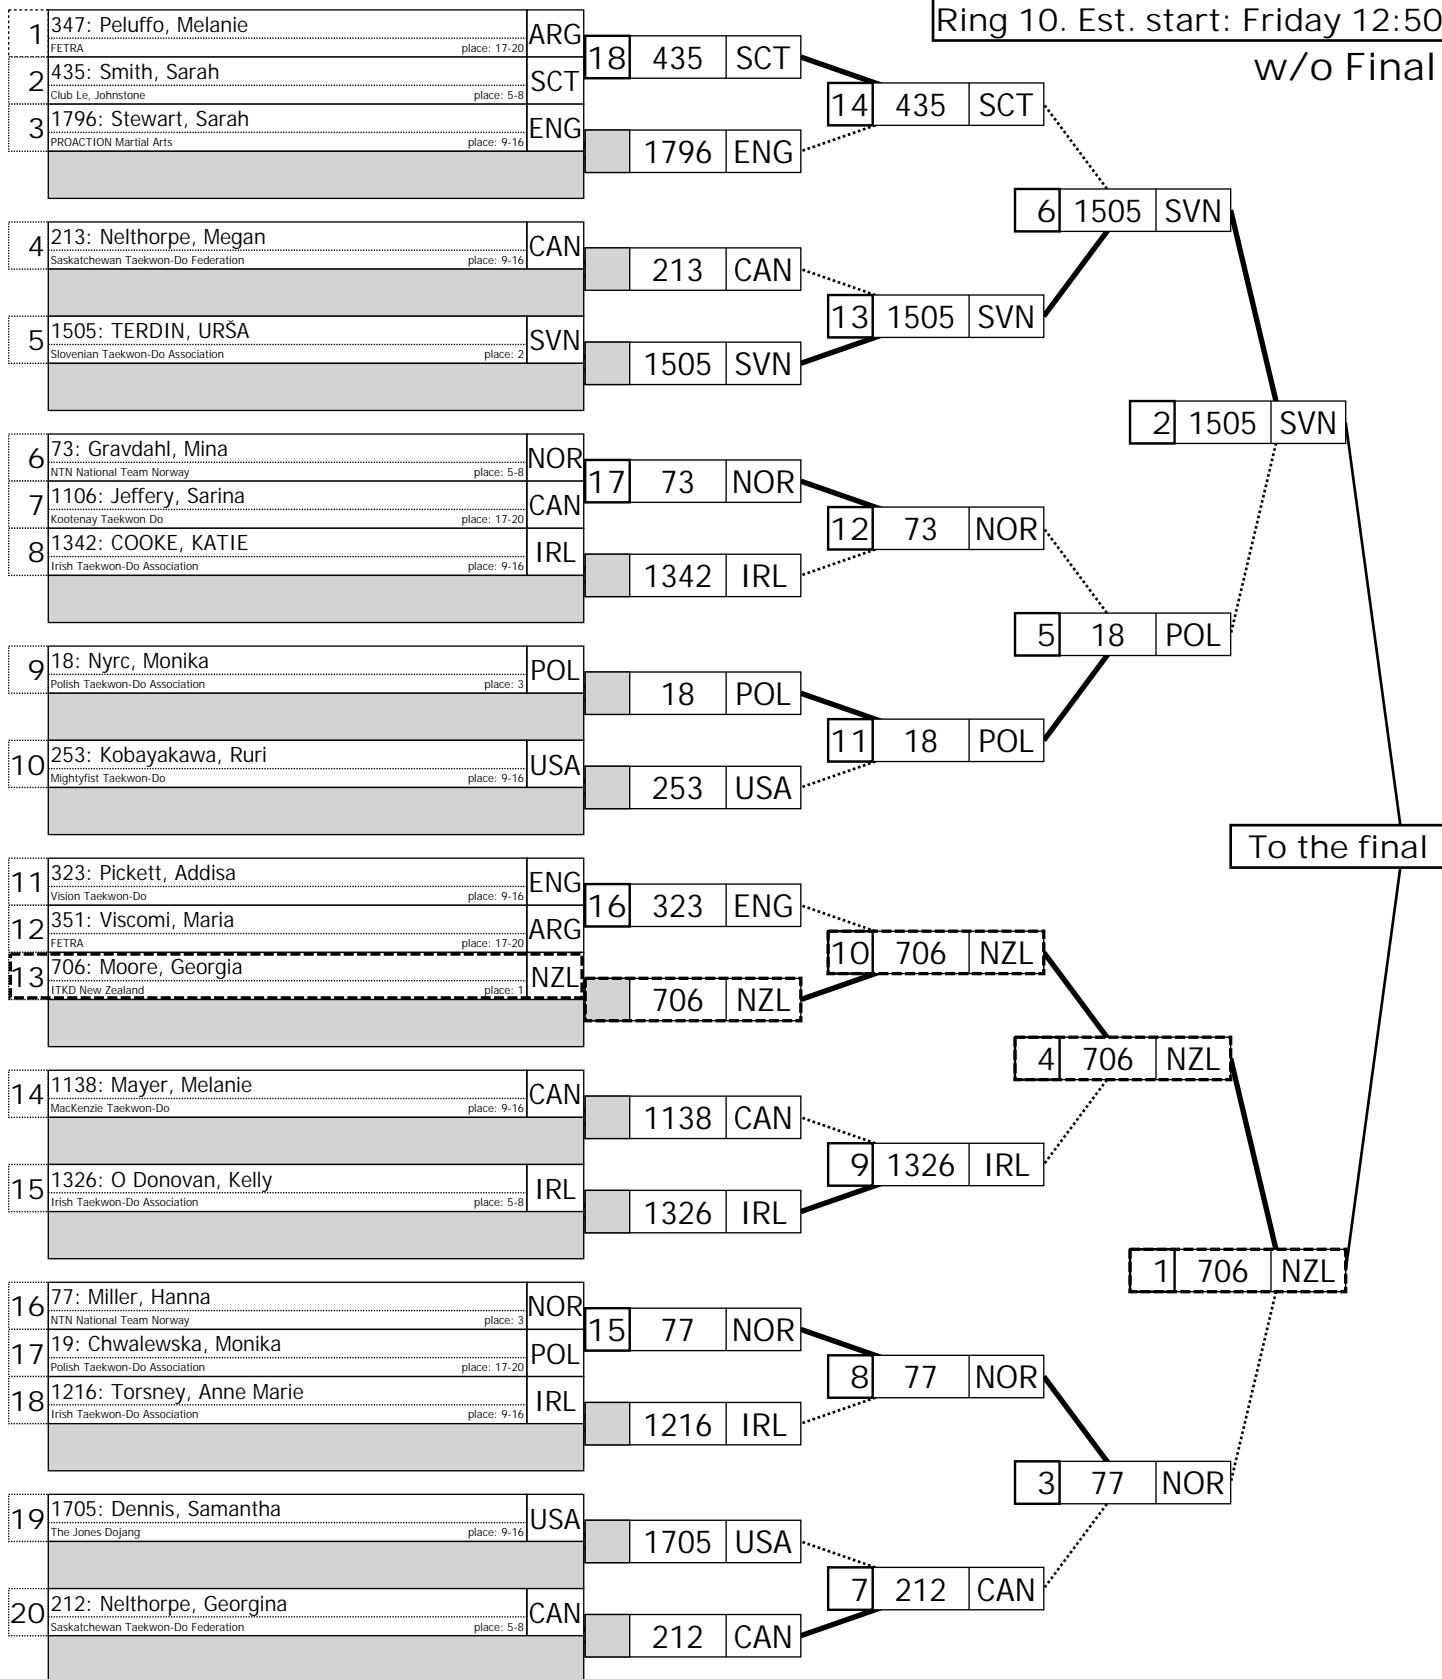 Ring 10. Est. start: Friday 12:50
w/o Final
1 347: Peluffo, Melanie ARG
FETRA place: 17-20
2 435: Smith, Sarah SCT
Club Le, Johnstone place: 5-8
3 1796: Stewart, Sarah ENG
PROACTION Martial Arts place: 9-16
4 213: Nelthorpe, Megan CAN
Saskatchewan Taekwon-Do Federation place: 9-16
5 1505: TERDIN, URŠA SVN
Slovenian Taekwon-Do Association place: 2
6 73: Gravdahl, Mina NOR
NTN National Team Norway place: 5-8
7 1106: Jeffery, Sarina CAN
Kootenay Taekwon Do place: 17-20
8 1342: COOKE, KATIE IRL
Irish Taekwon-Do Association place: 9-16
9 18: Nyrc, Monika POL
Polish Taekwon-Do Association place: 3
10 253: Kobayakawa, Ruri USA
Mightyfist Taekwon-Do place: 9-16
11 323: Pickett, Addisa ENG
Vision Taekwon-Do place: 9-16
12 351: Viscomi, Maria ARG
FETRA place: 17-20
13 706: Moore, Georgia NZL
ITKD New Zealand place: 1
14 1138: Mayer, Melanie CAN
MacKenzie Taekwon-Do place: 9-16
15 1326: O Donovan, Kelly IRL
Irish Taekwon-Do Association place: 5-8
16 77: Miller, Hanna NOR
NTN National Team Norway place: 3
17 19: Chwalewska, Monika POL
Polish Taekwon-Do Association place: 17-20
18 1216: Torsney, Anne Marie IRL
Irish Taekwon-Do Association place: 9-16
19 1705: Dennis, Samantha USA
The Jones Dojang place: 9-16
20 212: Nelthorpe, Georgina CAN
Saskatchewan Taekwon-Do Federation place: 5-8
18 435 SCT
1796 ENG
213 CAN
1505 SVN
17 73 NOR
1342 IRL
18 POL
253 USA
16 323 ENG
706 NZL
1138 CAN
1326 IRL
15 77 NOR
1216 IRL
1705 USA
212 CAN
14 435 SCT
13 1505 SVN
12 73 NOR
11 18 POL
10 706 NZL
9 1326 IRL
8 77 NOR
7 212 CAN
6 1505 SVN
5 18 POL
4 706 NZL
3 77 NOR
2 1505 SVN
1 706 NZL
To the final